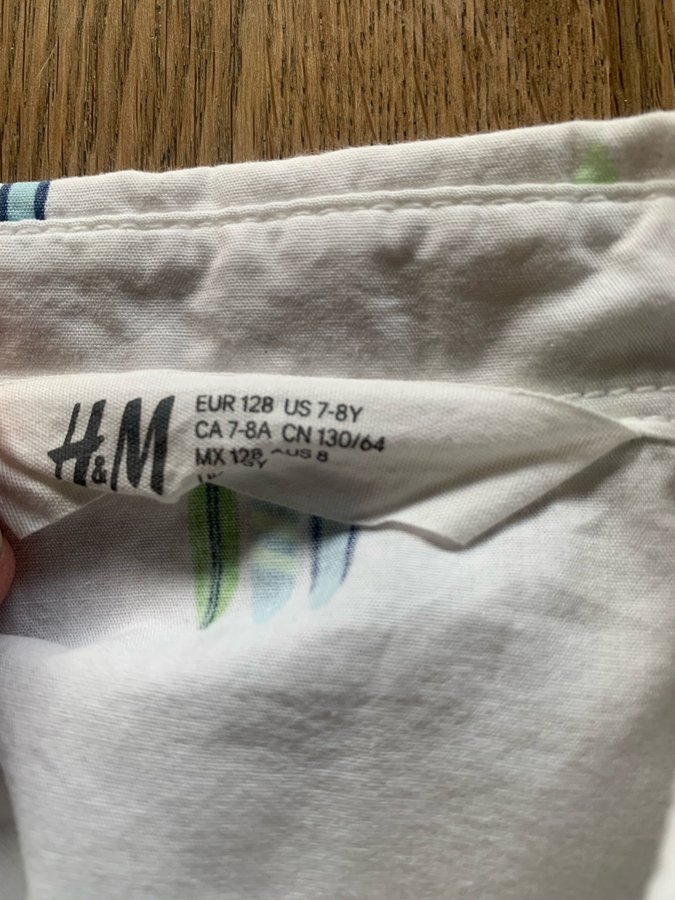 H&M
EUR 128 US 7-8Y
CA 7-8A CN 130/64
MX 128 AUS 8